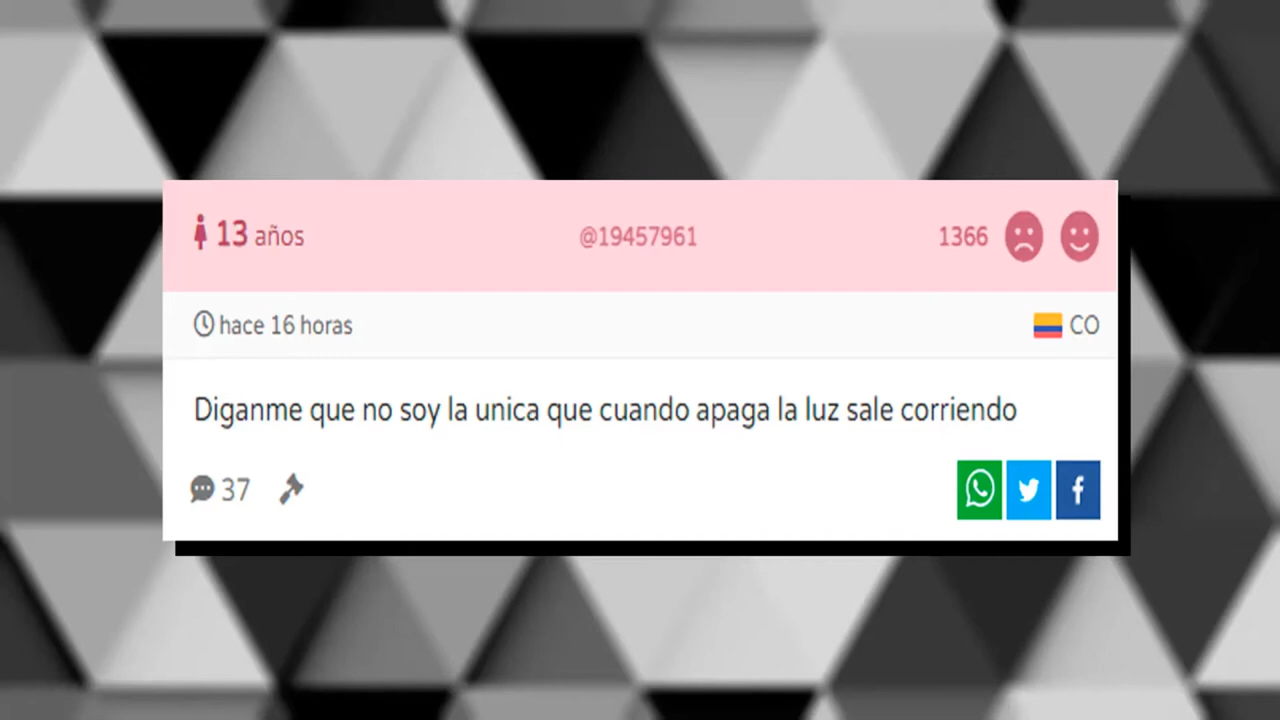 13 años @19457961 1366
hace 16 horas CO
Diganme que no soy la unica que cuando apaga la luz sale corriendo
37